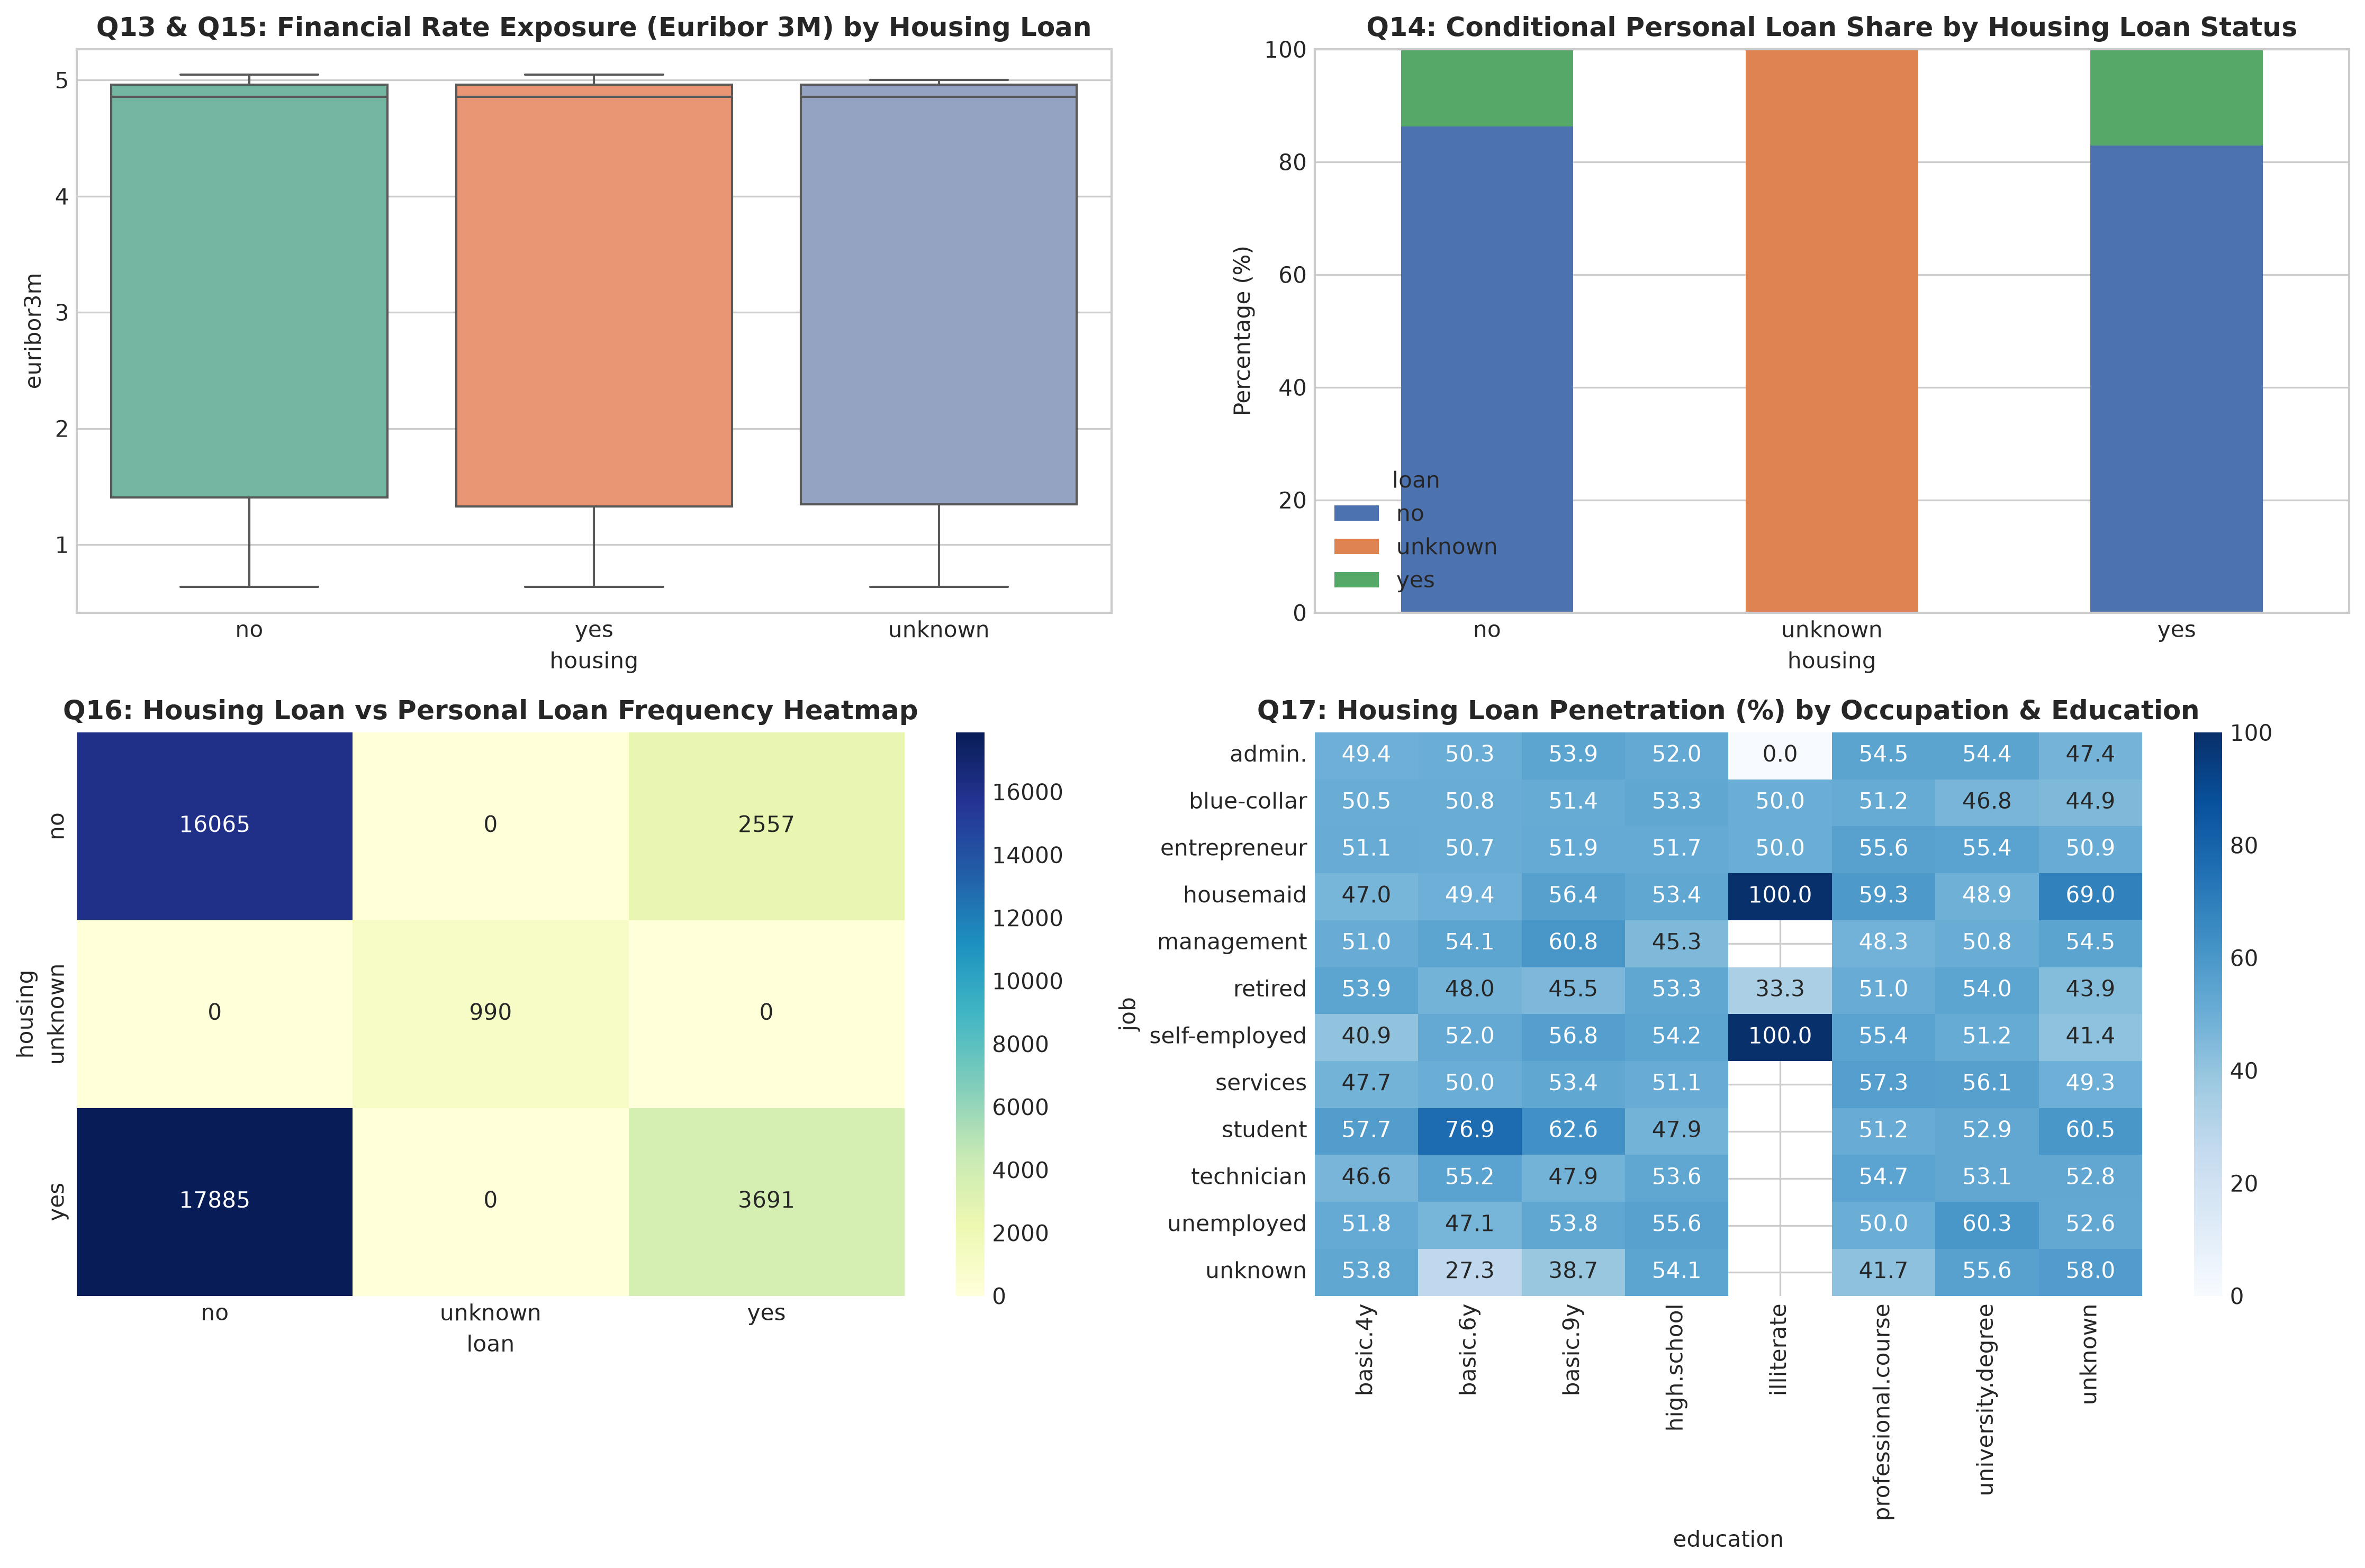 Q13 & Q15: Financial Rate Exposure (Euribor 3M) by Housing Loan
5
4
3
2
1
euribor3m
no yes unknown
housing
Q14: Conditional Personal Loan Share by Housing Loan Status
100
80
60
40
20
0
Percentage (%)
loan
no
unknown
yes
no unknown yes
housing
Q16: Housing Loan vs Personal Loan Frequency Heatmap
no 16065 0 2557
unknown 0 990 0
yes 17885 0 3691
housing
no unknown yes
loan
16000
14000
12000
10000
8000
6000
4000
2000
0
Q17: Housing Loan Penetration (%) by Occupation & Education
admin. 49.4 50.3 53.9 52.0 0.0 54.5 54.4 47.4
blue-collar 50.5 50.8 51.4 53.3 50.0 51.2 46.8 44.9
entrepreneur 51.1 50.7 51.9 51.7 50.0 55.6 55.4 50.9
housemaid 47.0 49.4 56.4 53.4 100.0 59.3 48.9 69.0
management 51.0 54.1 60.8 45.3 48.3 50.8 54.5
retired 53.9 48.0 45.5 53.3 33.3 51.0 54.0 43.9
self-employed 40.9 52.0 56.8 54.2 100.0 55.4 51.2 41.4
services 47.7 50.0 53.4 51.1 57.3 56.1 49.3
student 57.7 76.9 62.6 47.9 51.2 52.9 60.5
technician 46.6 55.2 47.9 53.6 54.7 53.1 52.8
unemployed 51.8 47.1 53.8 55.6 50.0 60.3 52.6
unknown 53.8 27.3 38.7 54.1 41.7 55.6 58.0
job
basic.4y basic.6y basic.9y high.school illiterate professional.course university.degree unknown
education
100
80
60
40
20
0